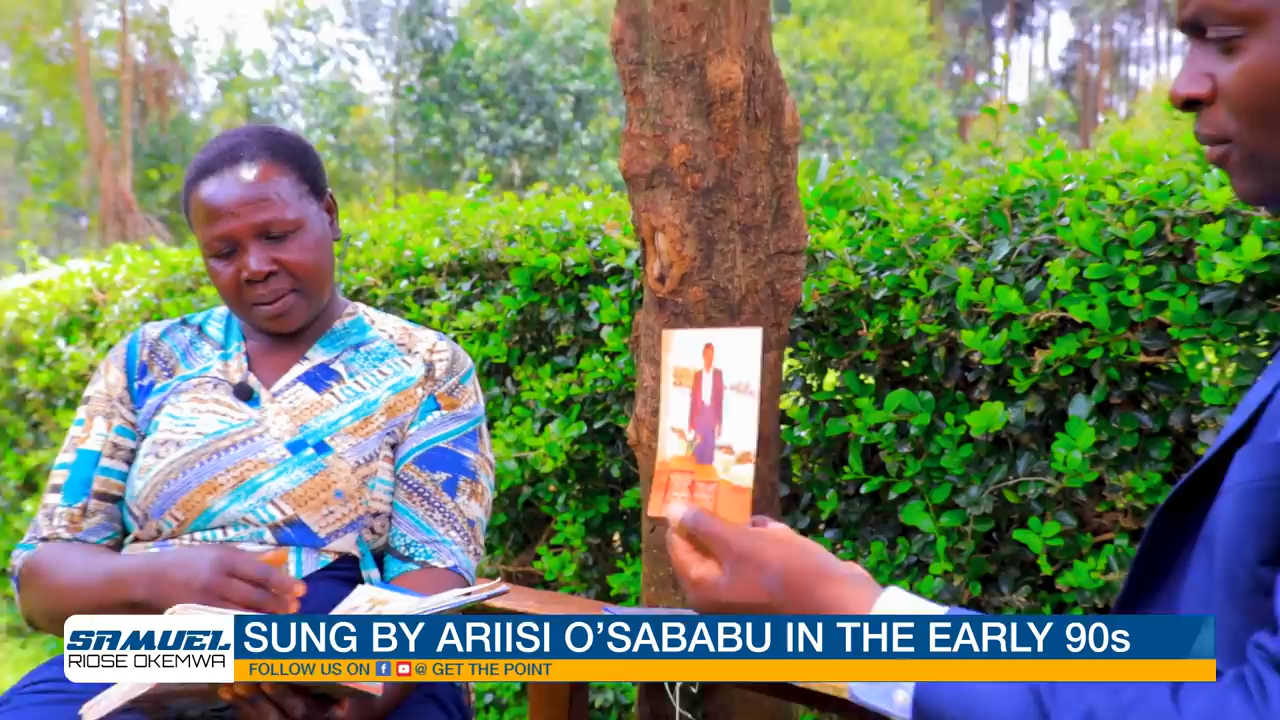 SAMUEL
RIOSE OKEMWA
SUNG BY ARIISI O’SABABU IN THE EARLY 90s
FOLLOW US ON @ GET THE POINT